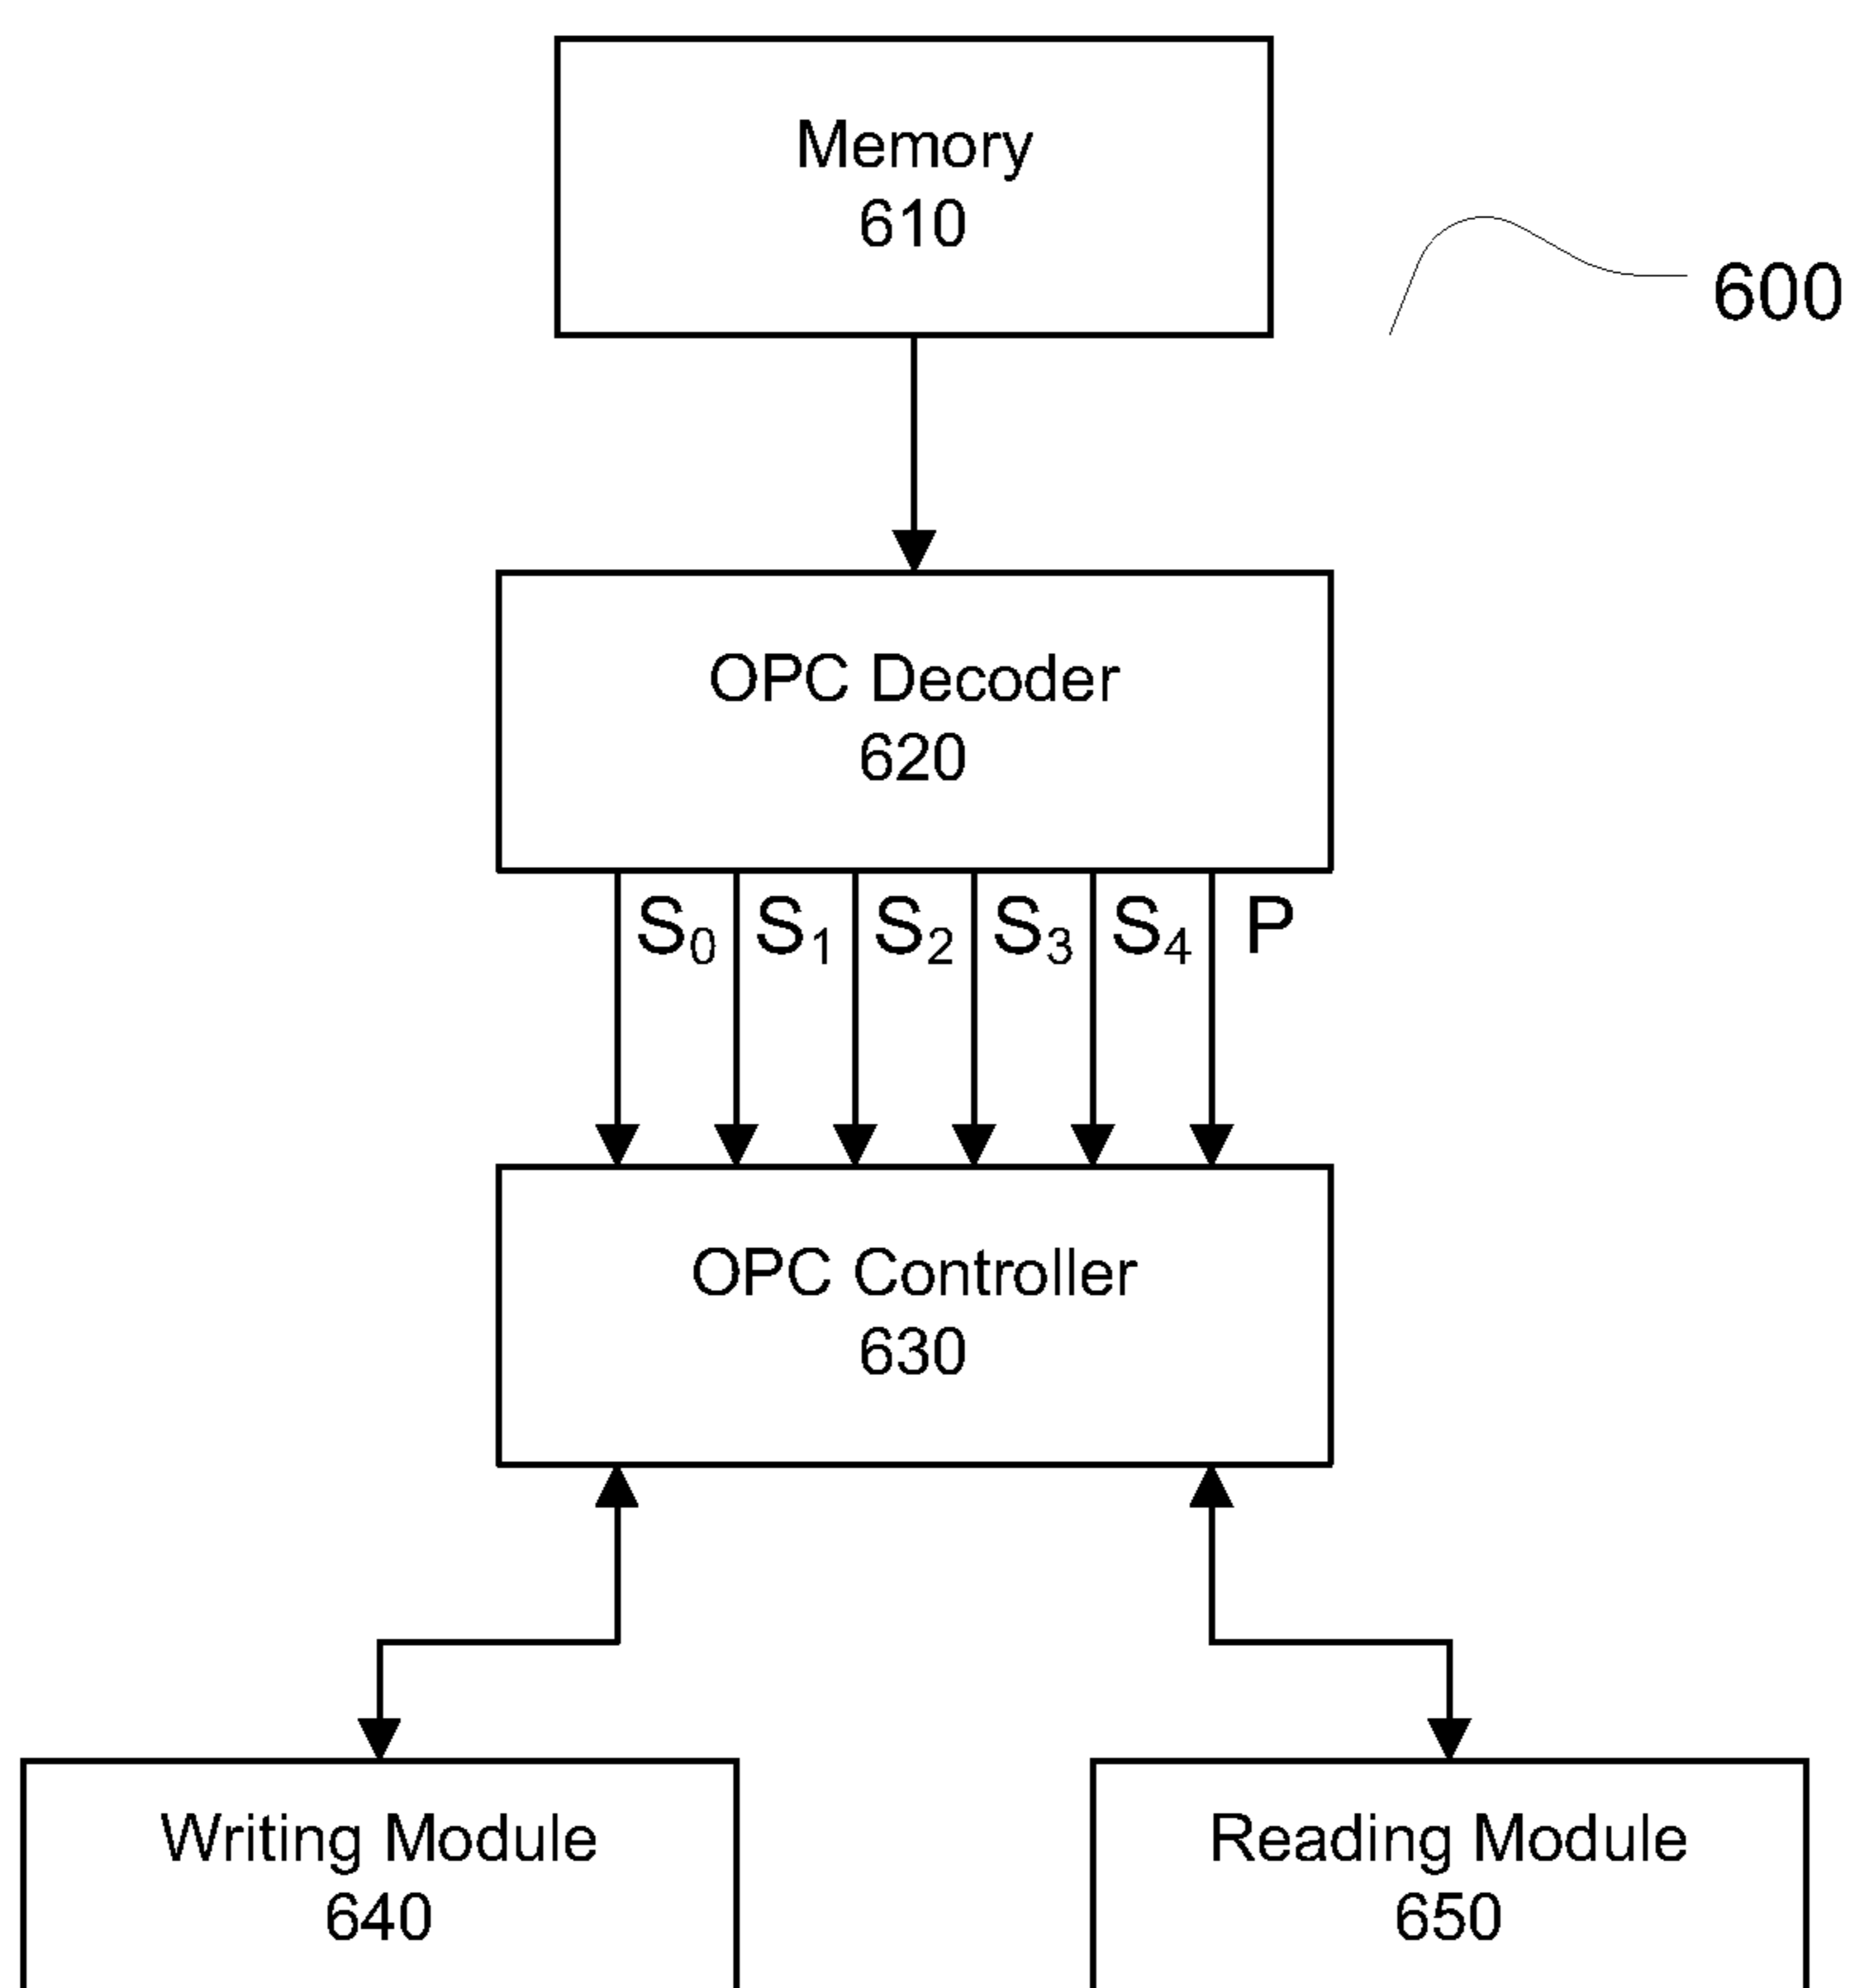 Memory
610
600
OPC Decoder
620
S₀ S₁ S₂ S₃ S₄ P
OPC Controller
630
Writing Module
640
Reading Module
650